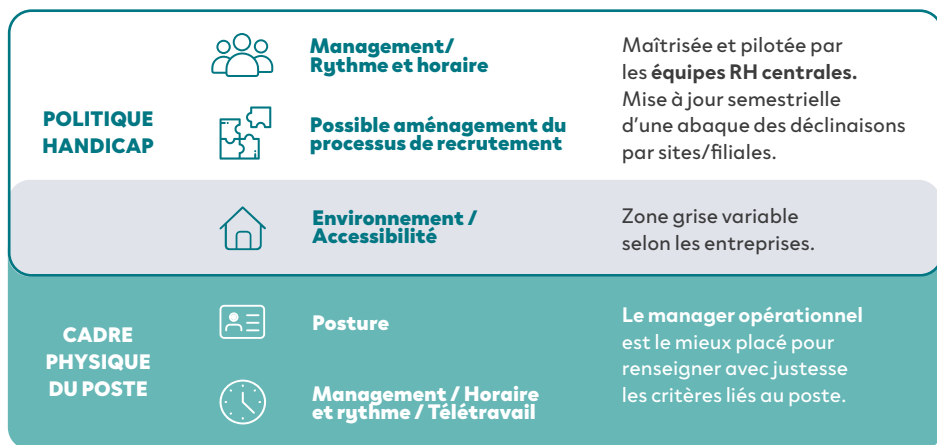 POLITIQUE
HANDICAP
Management/
Rythme et horaire
Possible aménagement du
processus de recrutement
Maîtrisée et pilotée par
les équipes RH centrales.
Mise à jour semestrielle
d'une abaque des déclinaisons
par sites/filiales.
Environnement /
Accessibilité
Zone grise variable
selon les entreprises.
CADRE
PHYSIQUE
DU POSTE
Posture
Management / Horaire
et rythme / Télétravail
Le manager opérationnel
est le mieux placé pour
renseigner avec justesse
les critères liés au poste.